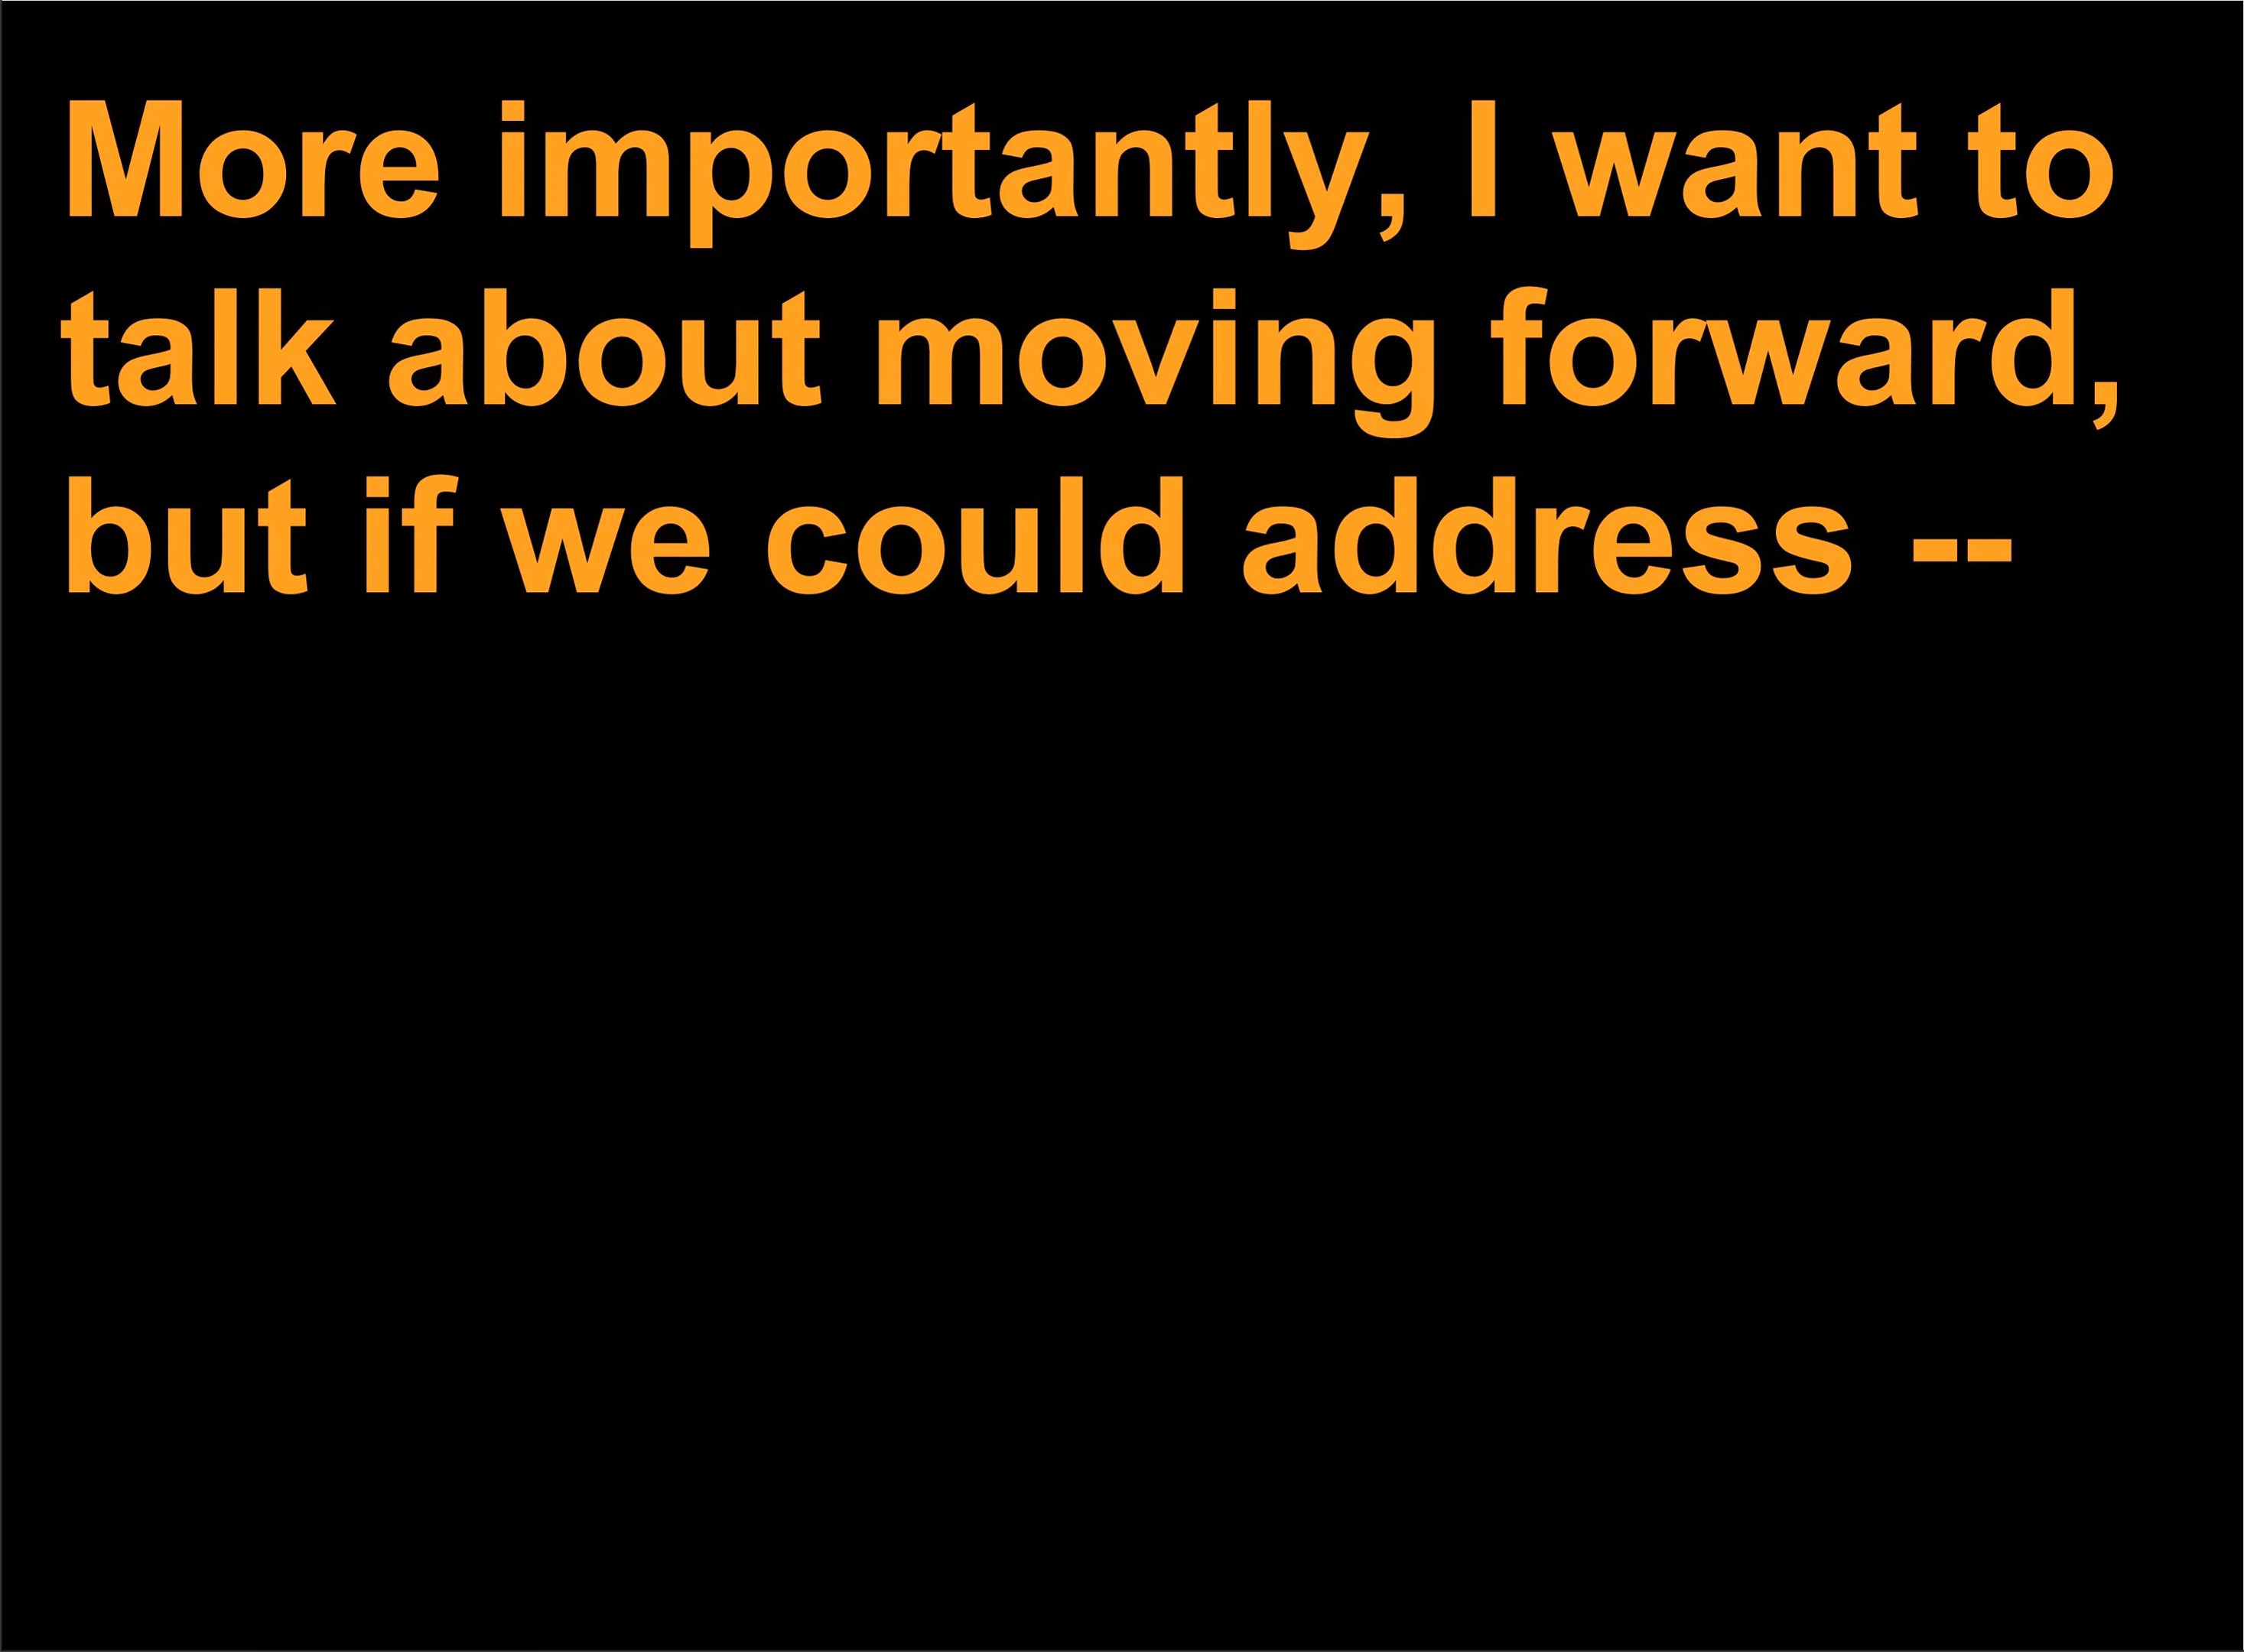 More importantly, I want to
talk about moving forward,
but if we could address --